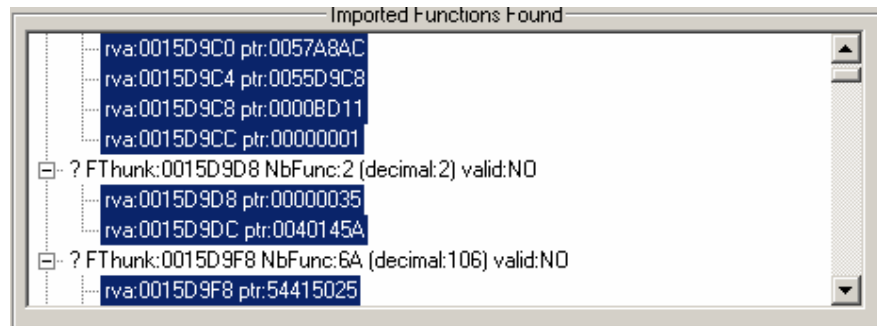 Imported Functions Found
rva:0015D9C0 ptr:0057A8AC
rva:0015D9C4 ptr:0055D9C8
rva:0015D9C8 ptr:0000BD11
rva:0015D9CC ptr:00000001
? FThunk:0015D9D8 NbFunc:2 (decimal:2) valid:NO
rva:0015D9D8 ptr:00000035
rva:0015D9DC ptr:0040145A
? FThunk:0015D9F8 NbFunc:6A (decimal:106) valid:NO
rva:0015D9F8 ptr:54415025